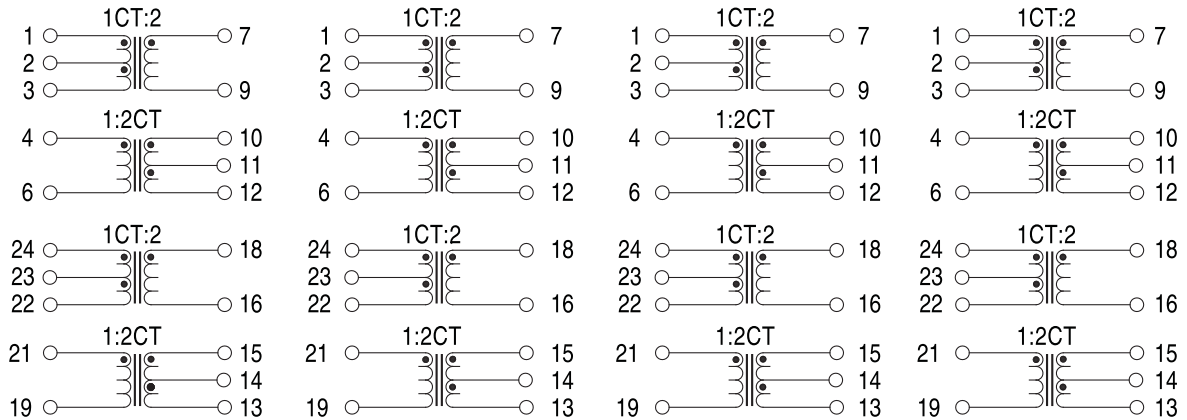 1CT:2 1CT:2 1CT:2 1CT:2
1 7 1 7 1 7 1 7
2 2 2 2
3 9 3 9 3 9 3 9
1:2CT 1:2CT 1:2CT 1:2CT
4 10 4 10 4 10 4 10
11 11 11 11
6 12 6 12 6 12 6 12
1CT:2 1CT:2 1CT:2 1CT:2
24 18 24 18 24 18 24 18
23 23 23 23
22 16 22 16 22 16 22 16
1:2CT 1:2CT 1:2CT 1:2CT
21 15 21 15 21 15 21 15
14 14 14 14
19 13 19 13 19 13 19 13